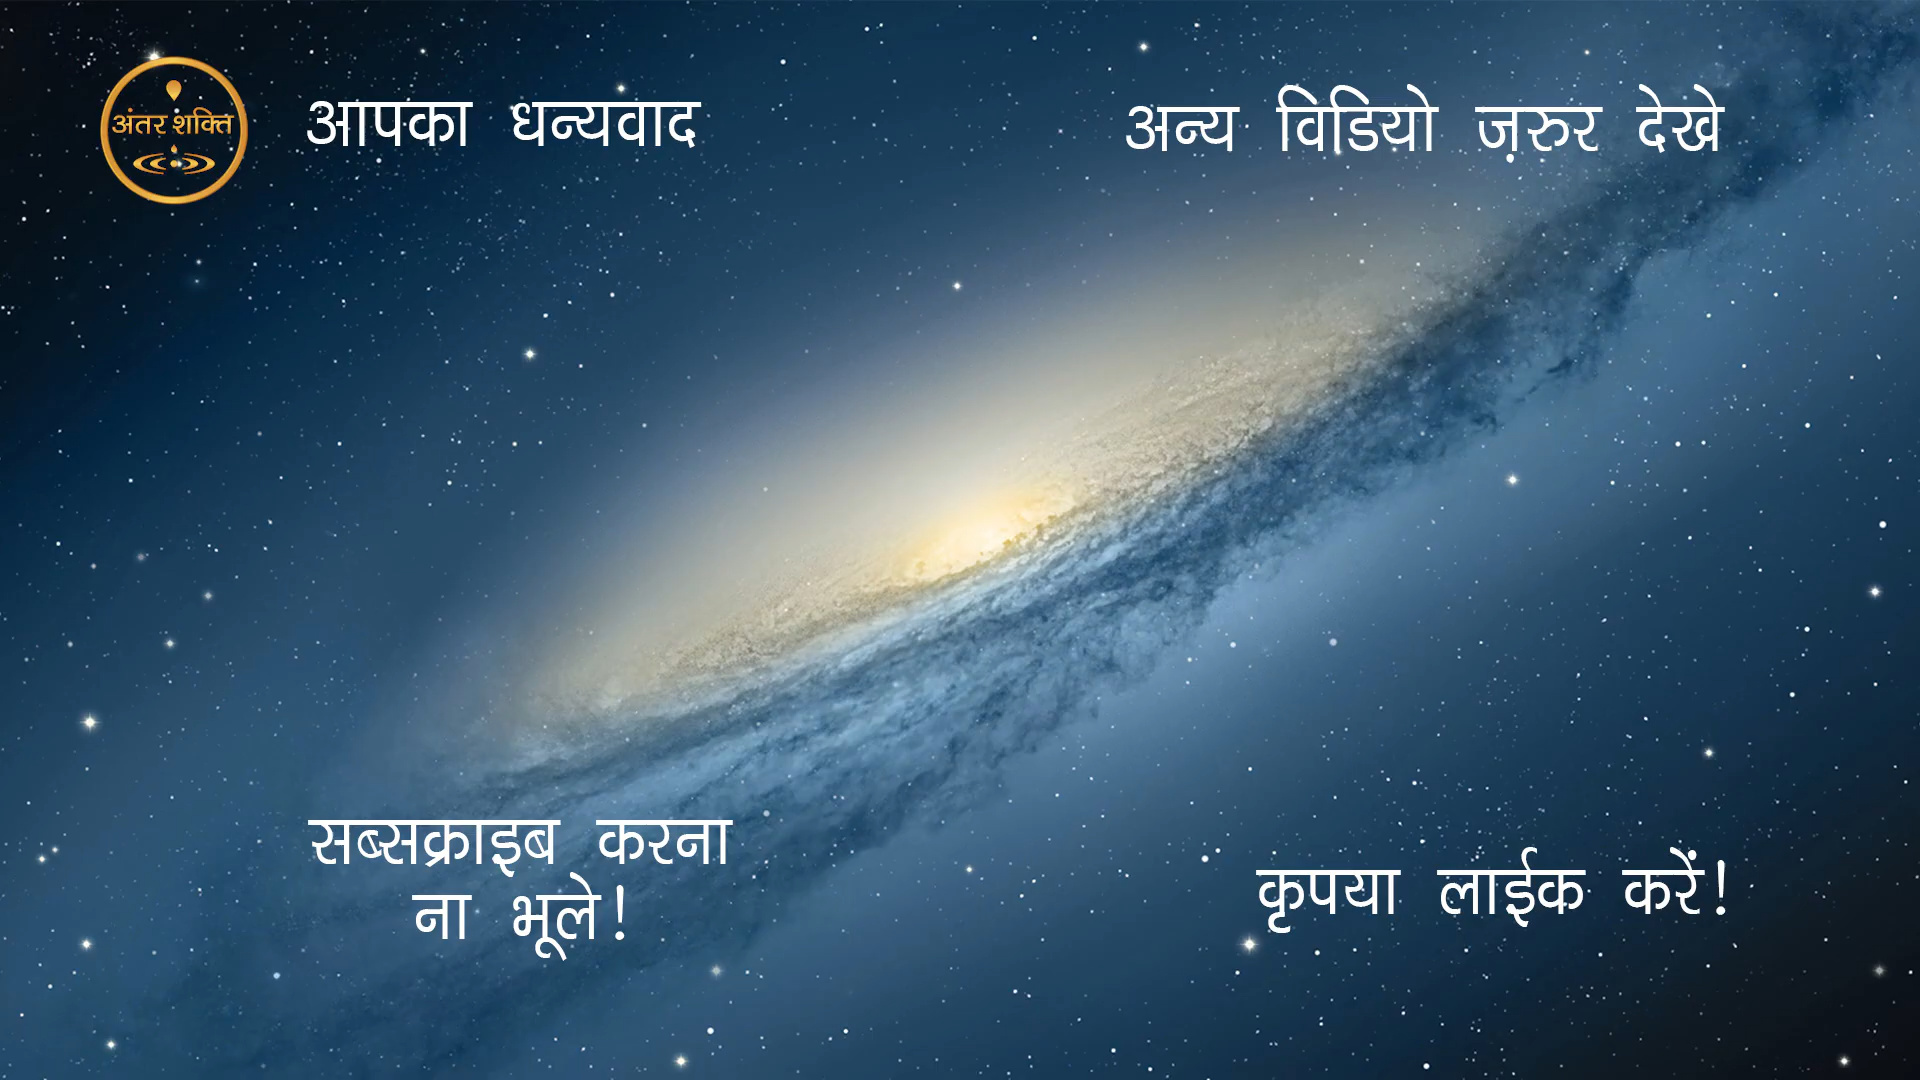 अंतर शक्ति
आपका धन्यवाद
अन्य विडियो ज़रुर देखे
सब्सक्राइब करना
ना भूले!
कृपया लाईक करें!